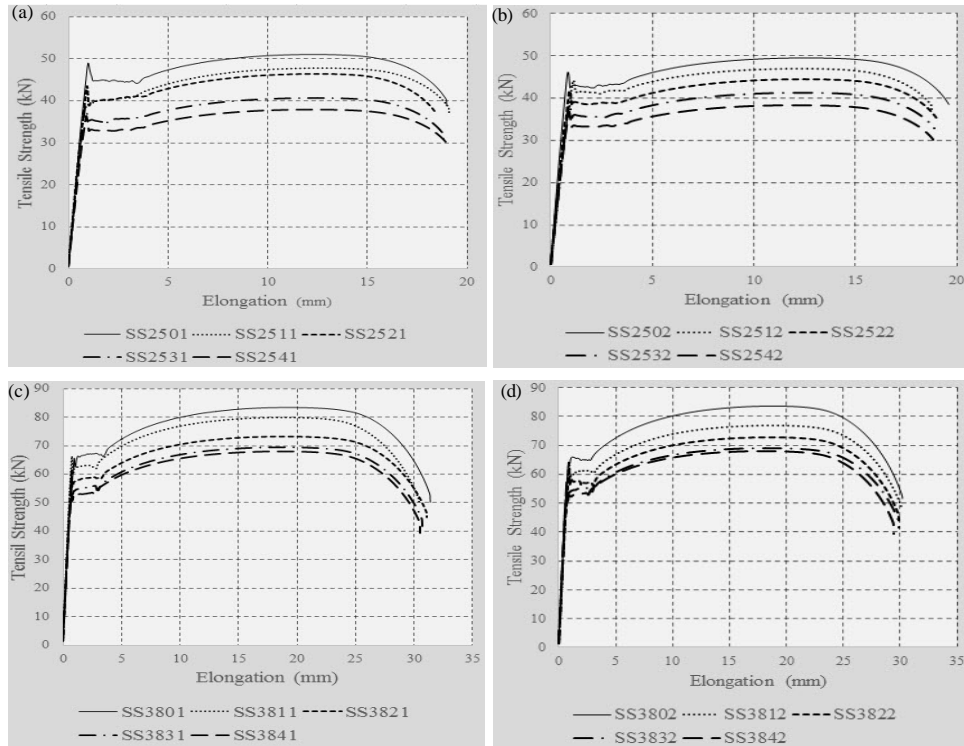 (a)
60
50
40
30
20
10
0
Tensile Strength (kN)
0 5 10 15 20
Elongation (mm)
SS2501 SS2511 SS2521
SS2531 SS2541
(b)
60
50
40
30
20
10
0
Tensile Strength (kN)
0 5 10 15 20
Elongation (mm)
SS2502 SS2512 SS2522
SS2532 SS2542
(c)
90
80
70
60
50
40
30
20
10
0
Tensil Strength (kN)
0 5 10 15 20 25 30 35
Elongation (mm)
SS3801 SS3811 SS3821
SS3831 SS3841
(d)
90
80
70
60
50
40
30
20
10
0
Tensile Strength (kN)
0 5 10 15 20 25 30 35
Elongation (mm)
SS3802 SS3812 SS3822
SS3832 SS3842